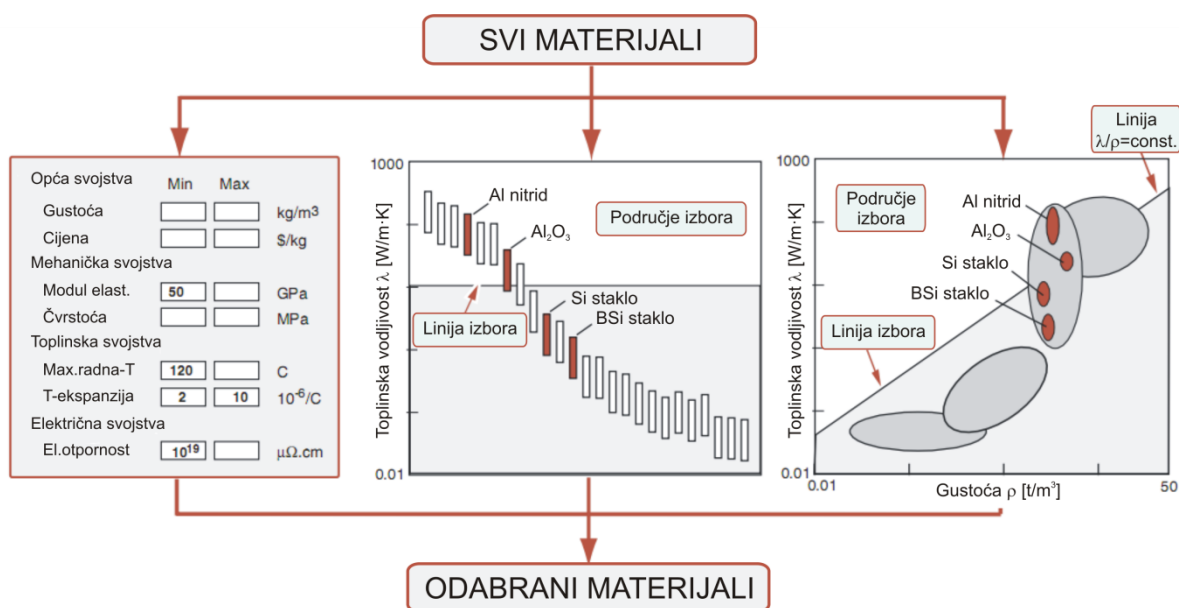 SVI MATERIJALI
Opća svojstva Min Max
Gustoća kg/m³
Cijena $/kg
Mehanička svojstva
Modul elast. 50 GPa
Čvrstoća MPa
Toplinska svojstva
Max.radna-T 120 C
T-ekspanzija 2 10 10⁻⁶/C
Električna svojstva
El.otpornost 10¹⁹ μΩ.cm
1000
Toplinska vodljivost λ [W/m·K]
0.01
Al nitrid
Al₂O₃
Područje izbora
Linija izbora
Si staklo
BSi staklo
Linija
λ/ρ=const.
1000
Toplinska vodljivost λ [W/m·K]
0.01
Područje
izbora
Al nitrid
Al₂O₃
Si staklo
BSi staklo
Linija izbora
0.01
Gustoća ρ [t/m³]
50
ODABRANI MATERIJALI